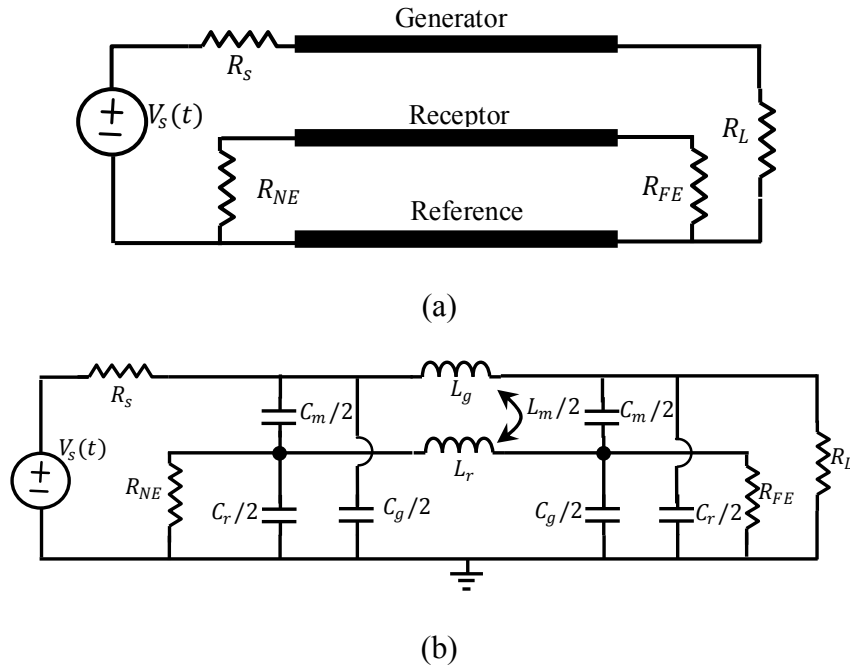 Generator
R_s
V_s(t)
Receptor
R_L
R_NE
R_FE
Reference
(a)
R_s
L_g
C_m/2
L_m/2
C_m/2
V_s(t)
L_r
R_L
R_NE
R_FE
C_r/2
C_g/2
C_g/2
C_r/2
(b)